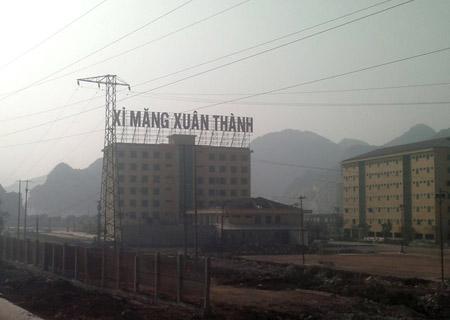 XI MĂNG XUÂN THÀNH